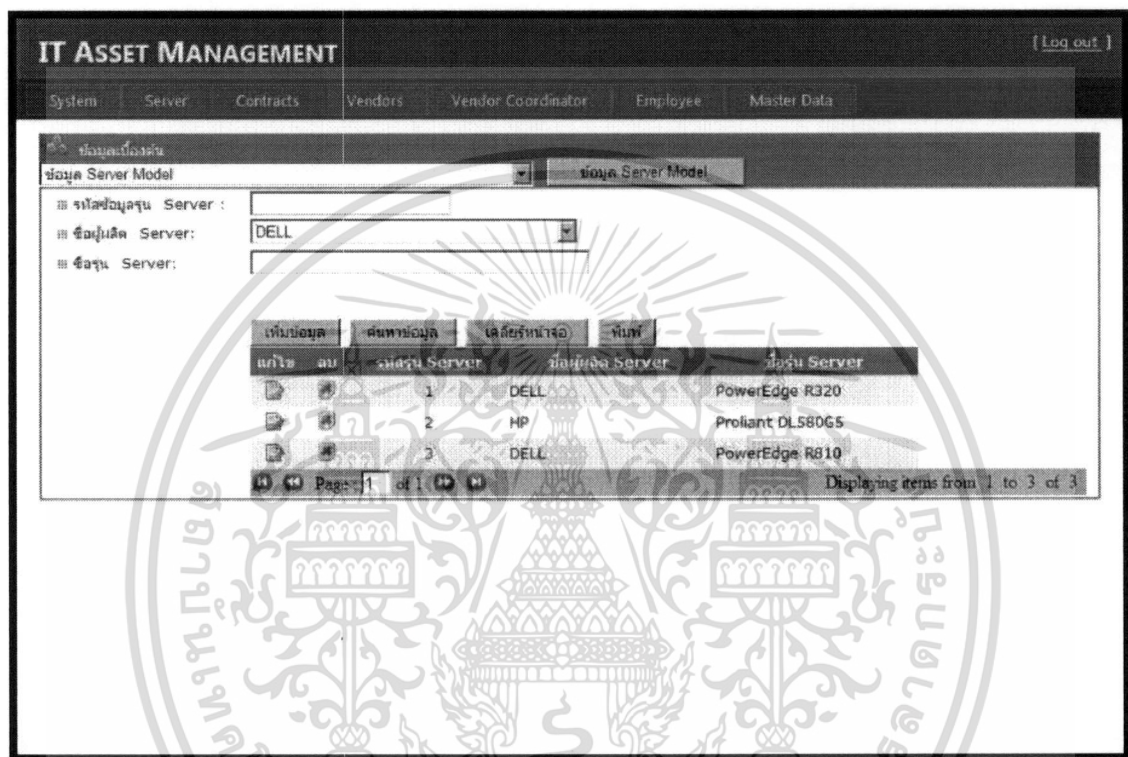 IT ASSET MANAGEMENT
[ Log out ]
System Server Contracts Vendors Vendor Coordinator Employee Master Data
ข้อมูลเบื้องต้น
ข้อมูล Server Model ข้อมูล Server Model
รหัสข้อมูลรุ่น Server :
ชื่อผู้ผลิต Server: DELL
ชื่อรุ่น Server:
เพิ่มข้อมูล ค้นหาข้อมูล เคลียร์หน้าจอ พิมพ์
แก้ไข ลบ รหัสรุ่น Server ชื่อผู้ผลิต Server ชื่อรุ่น Server
1 DELL PowerEdge R320
2 HP Proliant DL580G5
3 DELL PowerEdge R810
Page : 1 of 1 Displaying items from 1 to 3 of 3